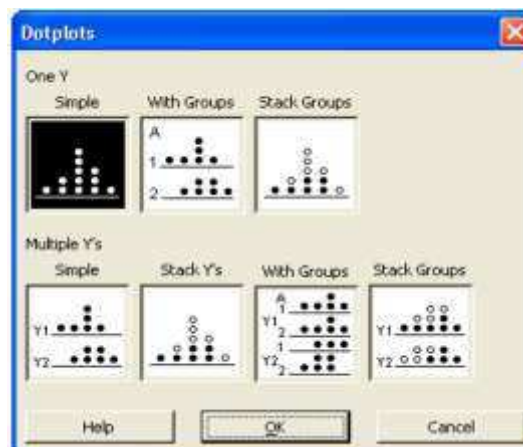 Dotplots
One Y
Simple With Groups Stack Groups
A
1
2
Multiple Y's
Simple Stack Y's With Groups Stack Groups
Y1
Y2
A
1
Y1
2
1
Y2
2
Y1
Y2
Help OK Cancel